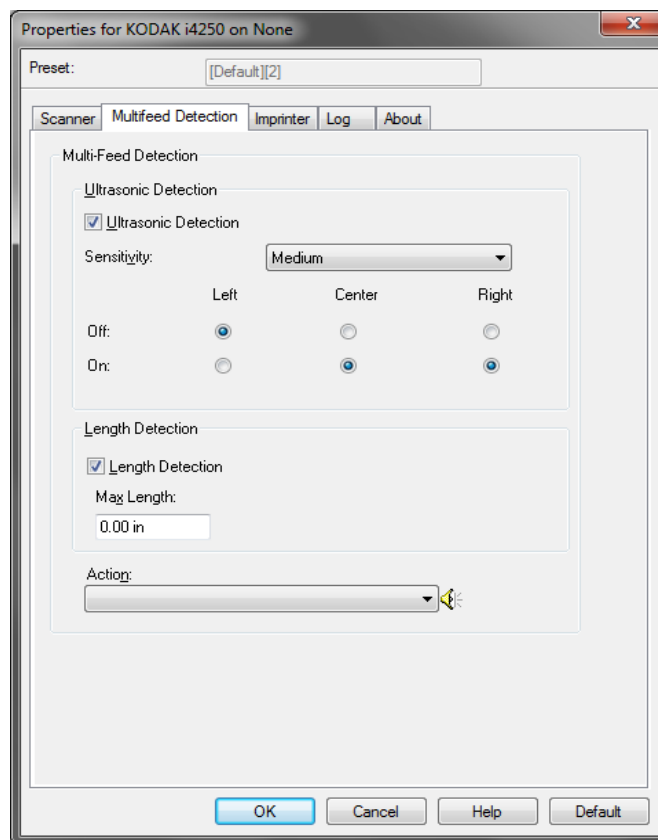 Properties for KODAK i4250 on None
X
Preset: [Default][2]
Scanner Multifeed Detection Imprinter Log About
Multi-Feed Detection
Ultrasonic Detection
Ultrasonic Detection
Sensitivity: Medium
Left Center Right
Off:
On:
Length Detection
Length Detection
Max Length:
0.00 in
Action:
OK Cancel Help Default